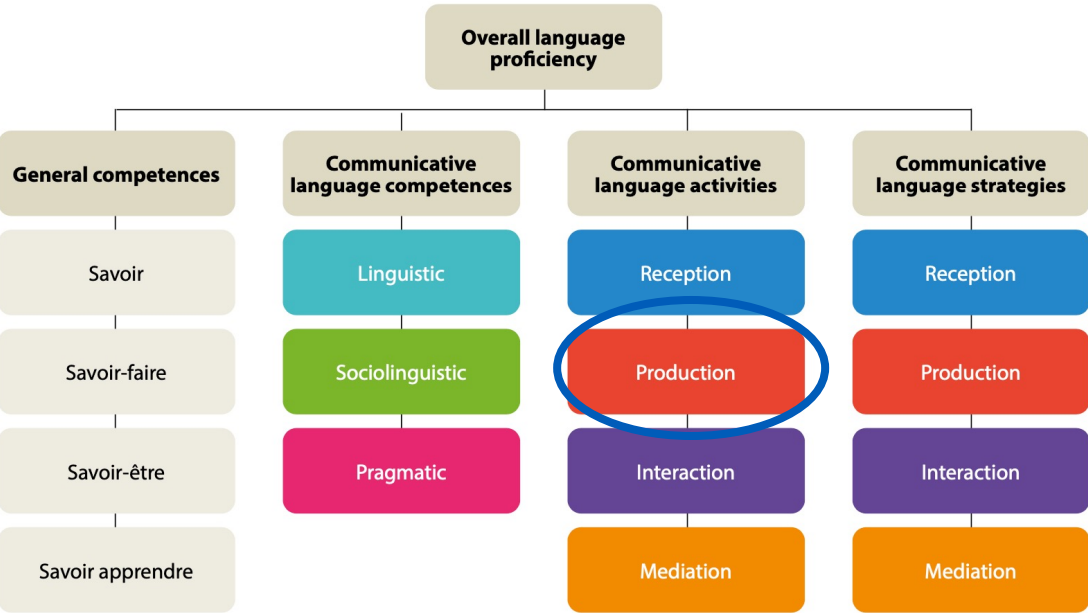 Overall language
proficiency
General competences
Communicative
language competences
Communicative
language activities
Communicative
language strategies
Savoir
Linguistic
Reception
Reception
Savoir-faire
Sociolinguistic
Production
Production
Savoir-être
Pragmatic
Interaction
Interaction
Savoir apprendre
Mediation
Mediation